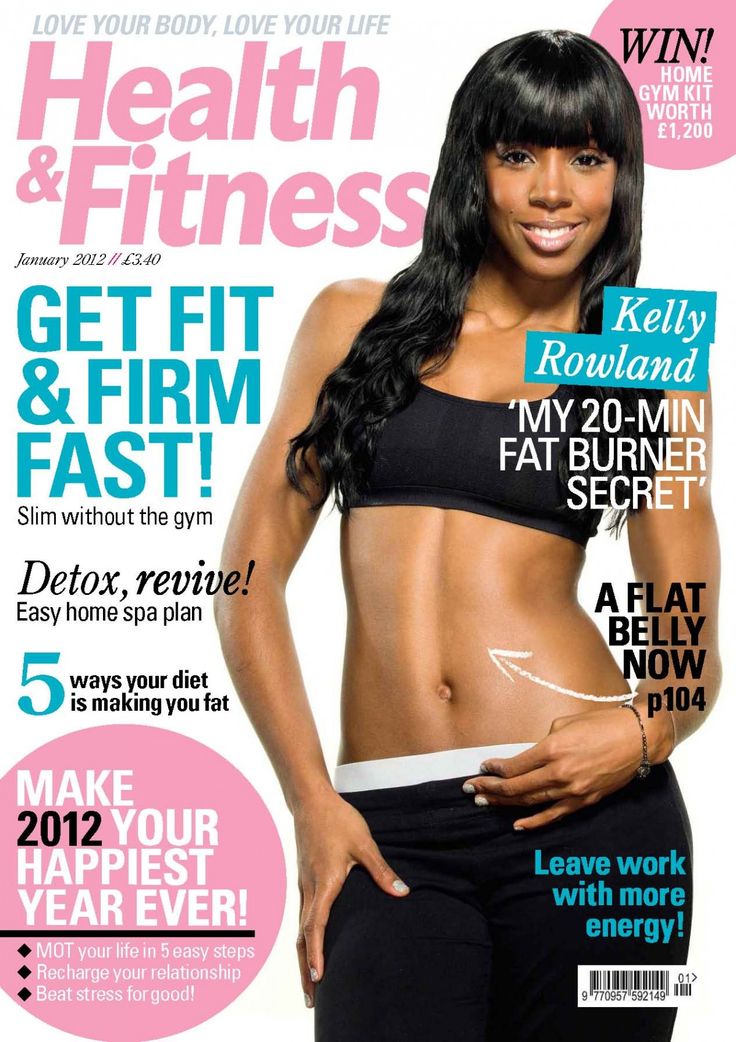 LOVE YOUR BODY, LOVE YOUR LIFE
Health
& Fitness
January 2012 // £3.40
WIN!
HOME
GYM KIT
WORTH
£1,200
GET FIT
& FIRM
FAST!
Slim without the gym
Kelly
Rowland
‘MY 20-MIN
FAT BURNER
SECRET’
Detox, revive!
Easy home spa plan
A FLAT
BELLY
NOW
p104
5 ways your diet
is making you fat
MAKE
2012 YOUR
HAPPIEST
YEAR EVER!
◆ MOT your life in 5 easy steps
◆ Recharge your relationship
◆ Beat stress for good!
Leave work
with more
energy!
01>
9 770957 592149